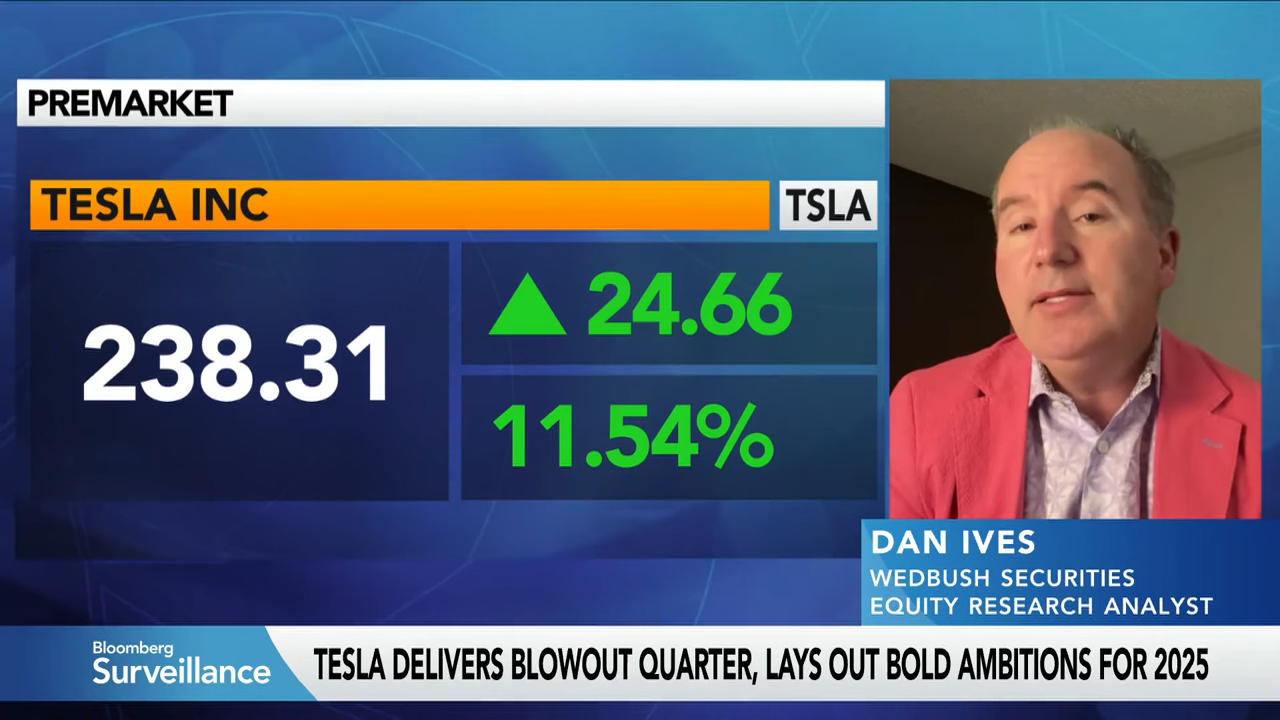 PREMARKET
TESLA INC
TSLA
238.31
▲ 24.66
11.54%
DAN IVES
WEDBUSH SECURITIES
EQUITY RESEARCH ANALYST
Bloomberg
Surveillance
TESLA DELIVERS BLOWOUT QUARTER, LAYS OUT BOLD AMBITIONS FOR 2025